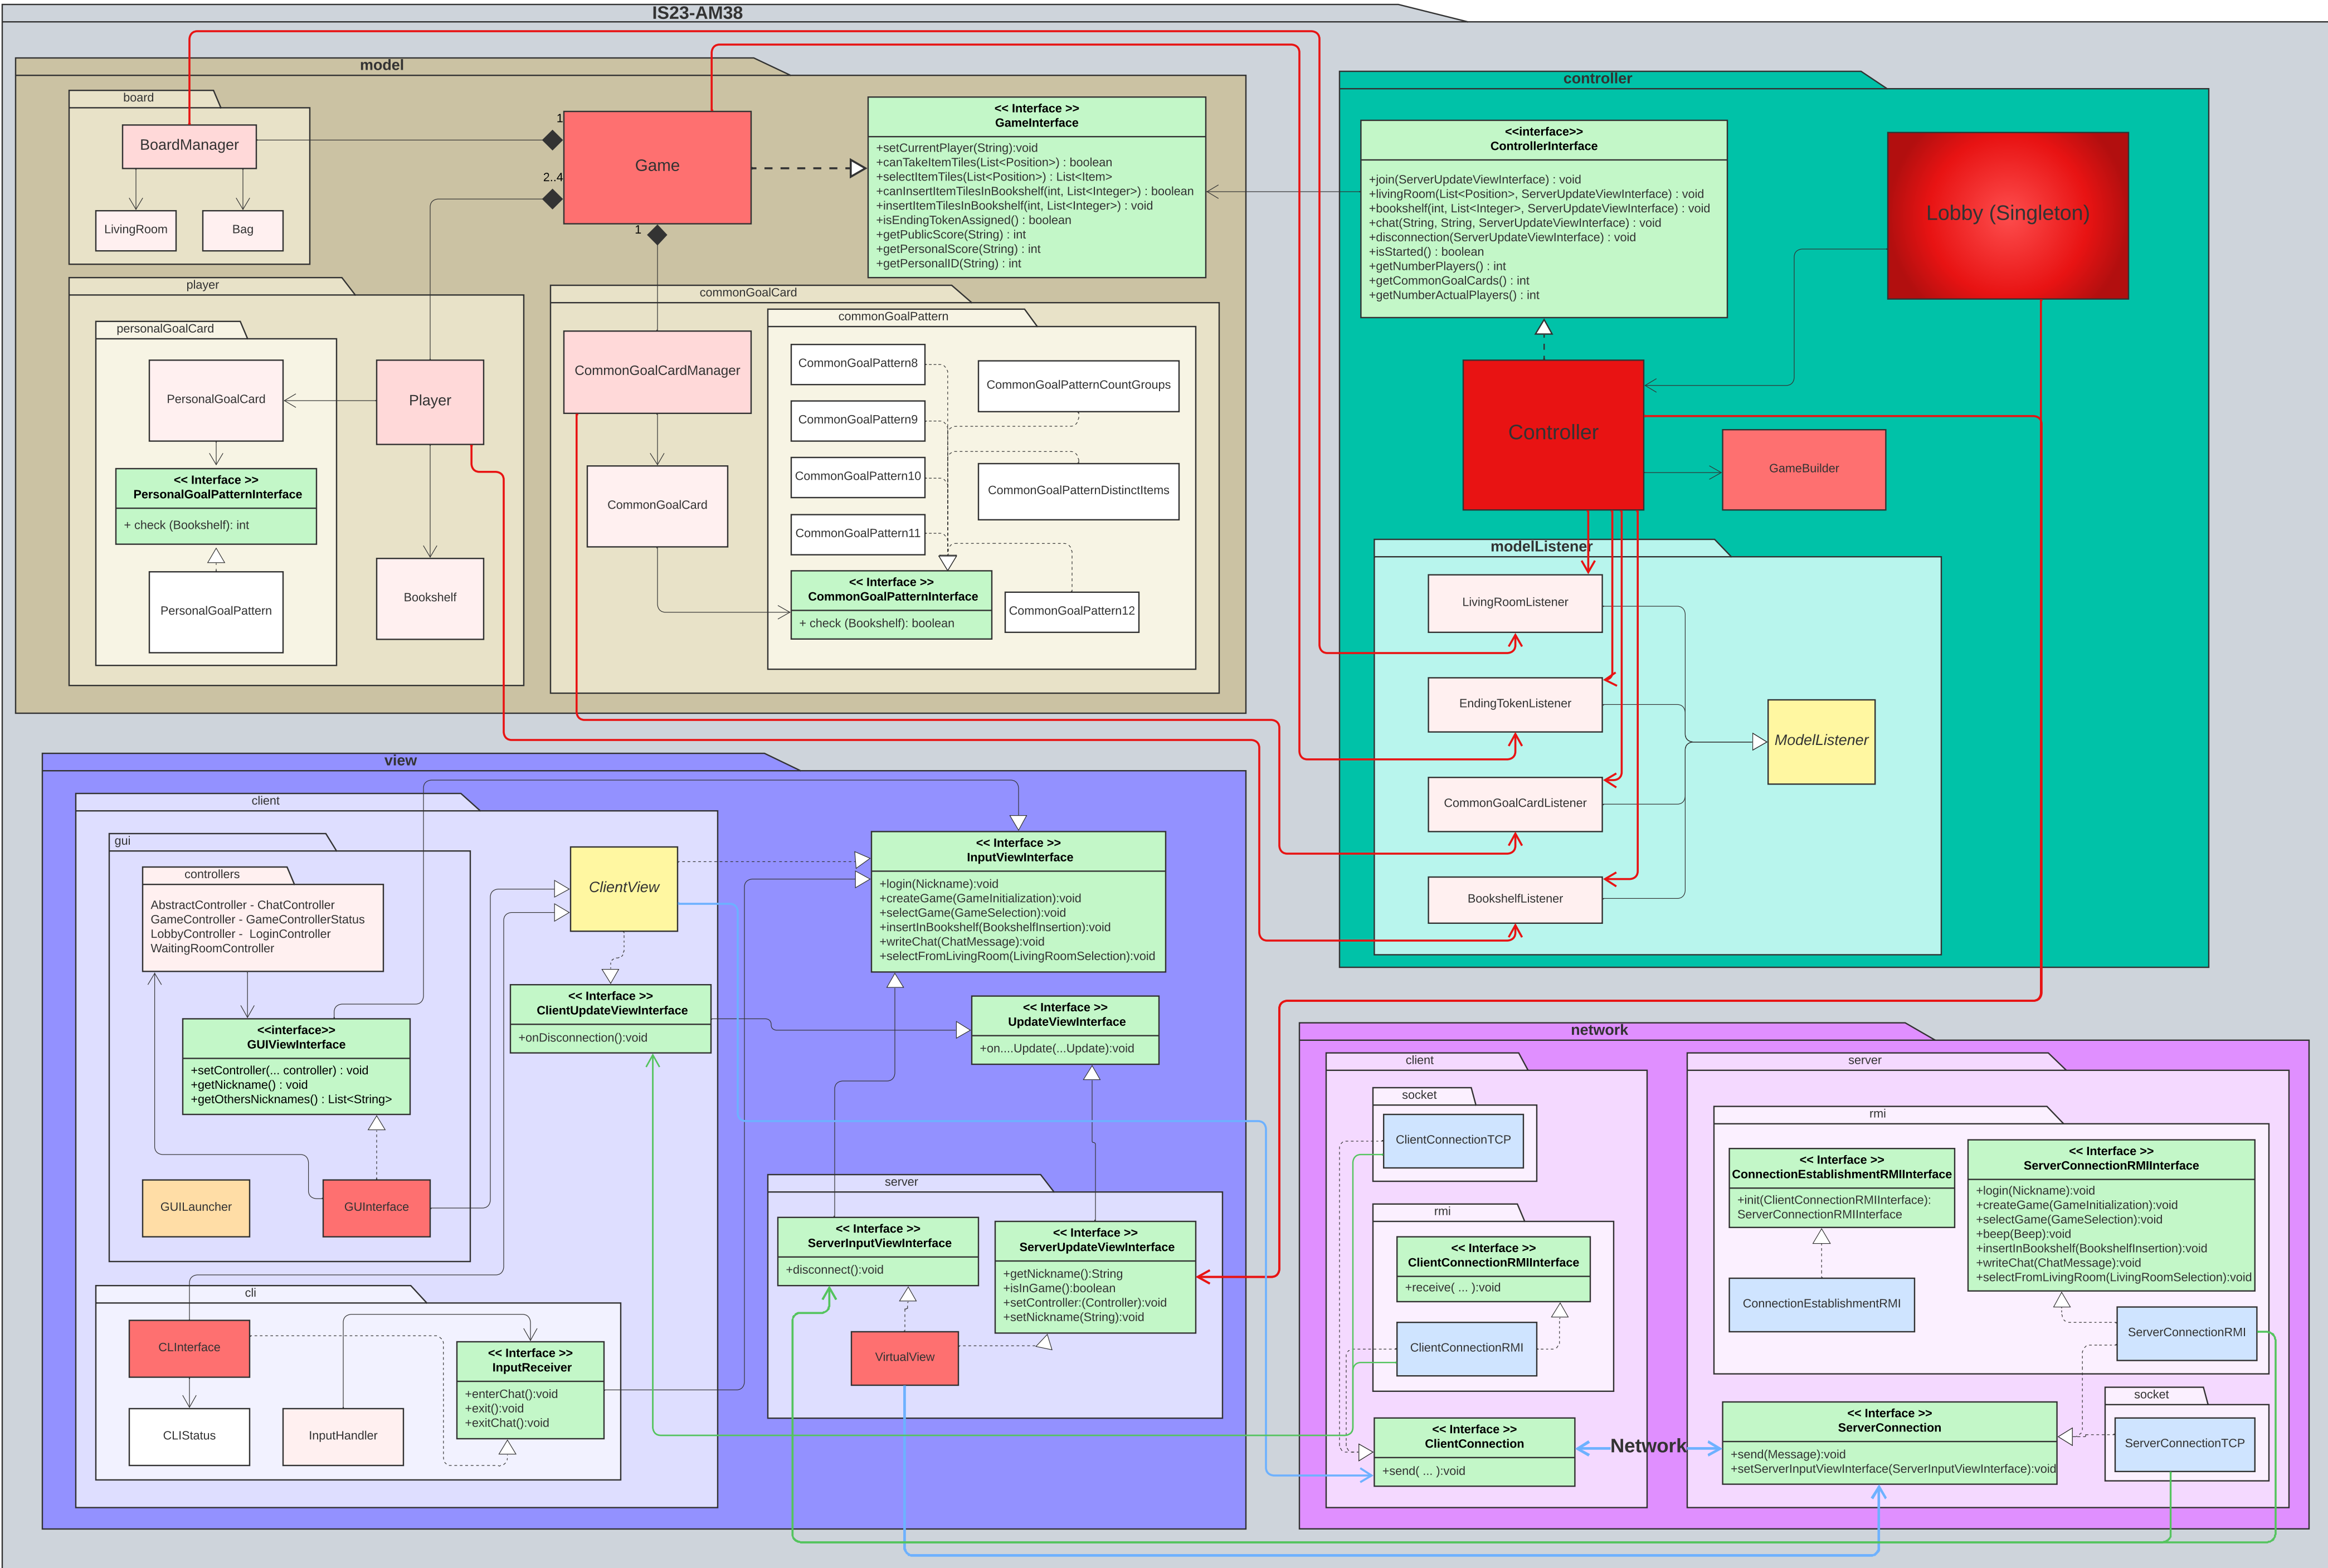 IS23-AM38
model
board
BoardManager
LivingRoom
Bag
1
2..4
1
Game
<< Interface >>
GameInterface
+setCurrentPlayer(String):void
+canTakeItemTiles(List<Position>) : boolean
+selectItemTiles(List<Position>) : List<Item>
+canInsertItemTilesInBookshelf(int, List<Integer>) : boolean
+insertItemTilesInBookshelf(int, List<Integer>) : void
+isEndingTokenAssigned() : boolean
+getPublicScore(String) : int
+getPersonalScore(String) : int
+getPersonalID(String) : int
player
personalGoalCard
PersonalGoalCard
<< Interface >>
PersonalGoalPatternInterface
+ check (Bookshelf): int
PersonalGoalPattern
Player
Bookshelf
commonGoalCard
CommonGoalCardManager
CommonGoalCard
commonGoalPattern
CommonGoalPattern8
CommonGoalPattern9
CommonGoalPattern10
CommonGoalPattern11
CommonGoalPatternCountGroups
CommonGoalPatternDistinctItems
<< Interface >>
CommonGoalPatternInterface
+ check (Bookshelf): boolean
CommonGoalPattern12
controller
<<interface>>
ControllerInterface
+join(ServerUpdateViewInterface) : void
+livingRoom(List<Position>, ServerUpdateViewInterface) : void
+bookshelf(int, List<Integer>, ServerUpdateViewInterface) : void
+chat(String, String, ServerUpdateViewInterface) : void
+disconnection(ServerUpdateViewInterface) : void
+isStarted() : boolean
+getNumberPlayers() : int
+getCommonGoalCards() : int
+getNumberActualPlayers() : int
Lobby (Singleton)
Controller
GameBuilder
modelListener
LivingRoomListener
EndingTokenListener
CommonGoalCardListener
BookshelfListener
ModelListener
view
client
gui
controllers
AbstractController - ChatController
GameController - GameControllerStatus
LobbyController -  LoginController
WaitingRoomController
<<interface>>
GUIViewInterface
+setController(... controller) : void
+getNickname() : void
+getOthersNicknames() : List<String>
GUILauncher
GUInterface
ClientView
<< Interface >>
ClientUpdateViewInterface
+onDisconnection():void
cli
CLInterface
CLIStatus
InputHandler
<< Interface >>
InputReceiver
+enterChat():void
+exit():void
+exitChat():void
<< Interface >>
InputViewInterface
+login(Nickname):void
+createGame(GameInitialization):void
+selectGame(GameSelection):void
+insertInBookshelf(BookshelfInsertion):void
+writeChat(ChatMessage):void
+selectFromLivingRoom(LivingRoomSelection):void
<< Interface >>
UpdateViewInterface
+on....Update(...Update):void
server
<< Interface >>
ServerInputViewInterface
+disconnect():void
<< Interface >>
ServerUpdateViewInterface
+getNickname():String
+isInGame():boolean
+setController:(Controller):void
+setNickname(String):void
VirtualView
network
client
socket
ClientConnectionTCP
rmi
<< Interface >>
ClientConnectionRMIInterface
+receive( ... ):void
ClientConnectionRMI
<< Interface >>
ClientConnection
+send( ... ):void
Network
server
rmi
<< Interface >>
ConnectionEstablishmentRMIInterface
+init(ClientConnectionRMIInterface):
ServerConnectionRMIInterface
ConnectionEstablishmentRMI
<< Interface >>
ServerConnectionRMIInterface
+login(Nickname):void
+createGame(GameInitialization):void
+selectGame(GameSelection):void
+beep(Beep):void
+insertInBookshelf(BookshelfInsertion):void
+writeChat(ChatMessage):void
+selectFromLivingRoom(LivingRoomSelection):void
ServerConnectionRMI
<< Interface >>
ServerConnection
+send(Message):void
+setServerInputViewInterface(ServerInputViewInterface):void
socket
ServerConnectionTCP